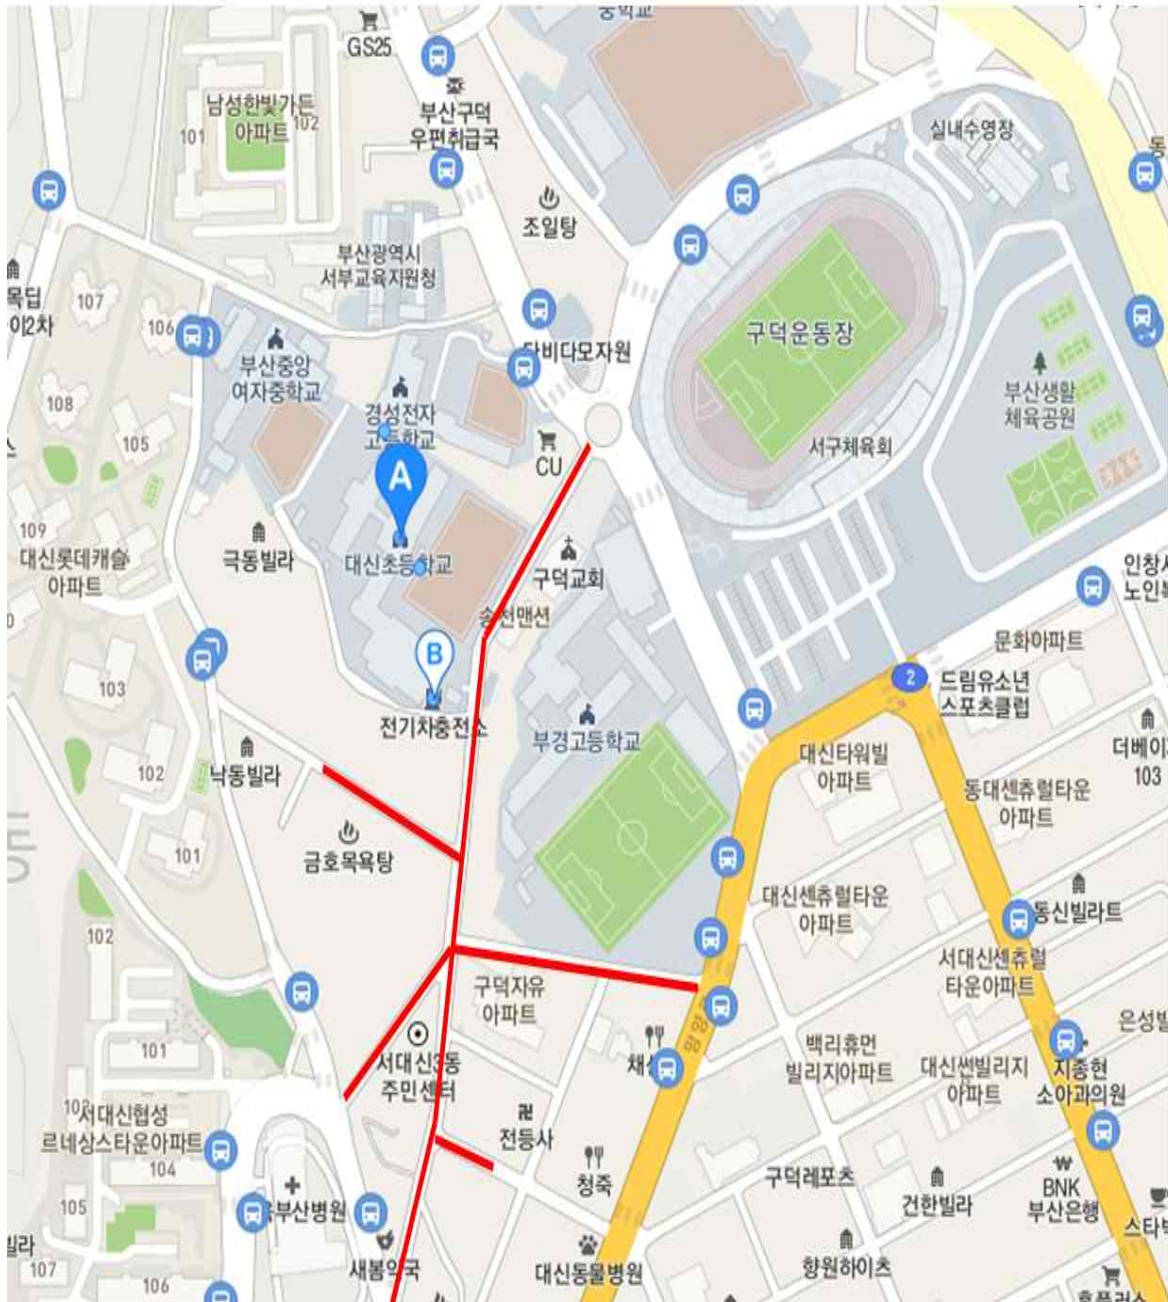 중학교
GS25
남성한빛가든
아파트
101
102
부산구덕
우편취급국
실내수영장
동
조일탕
부산광역시
서부교육지원청
목딥
이2차
107
106
부산중앙
여자중학교
단비다모자원
구덕운동장
부산생활
체육공원
108
105
경성전자
고등학교
CU
서구체육회
A
109
대신롯데캐슬
아파트
극동빌라
대신초등학교
구덕교회
송천맨션
문화아파트
103
B
전기차충전소
부경고등학교
2
드림유소년
스포츠클럽
102
낙동빌라
대신타워빌
아파트
더베이
103
동대센츄럴타운
아파트
101
금호목욕탕
대신센츄럴타운
아파트
동신빌라트
102
구덕자유
아파트
서대신센츄럴
타운아파트
101
서대신3동
주민센터
백리휴먼
빌리지아파트
대신썬빌리지
아파트
지종현
소아과의원
서대신협성
르네상스타운아파트
104
전등사
청죽
구덕레포츠
건한빌라
BNK
부산은행
105
부산병원
새봄약국
대신동물병원
향원하이츠
107
106